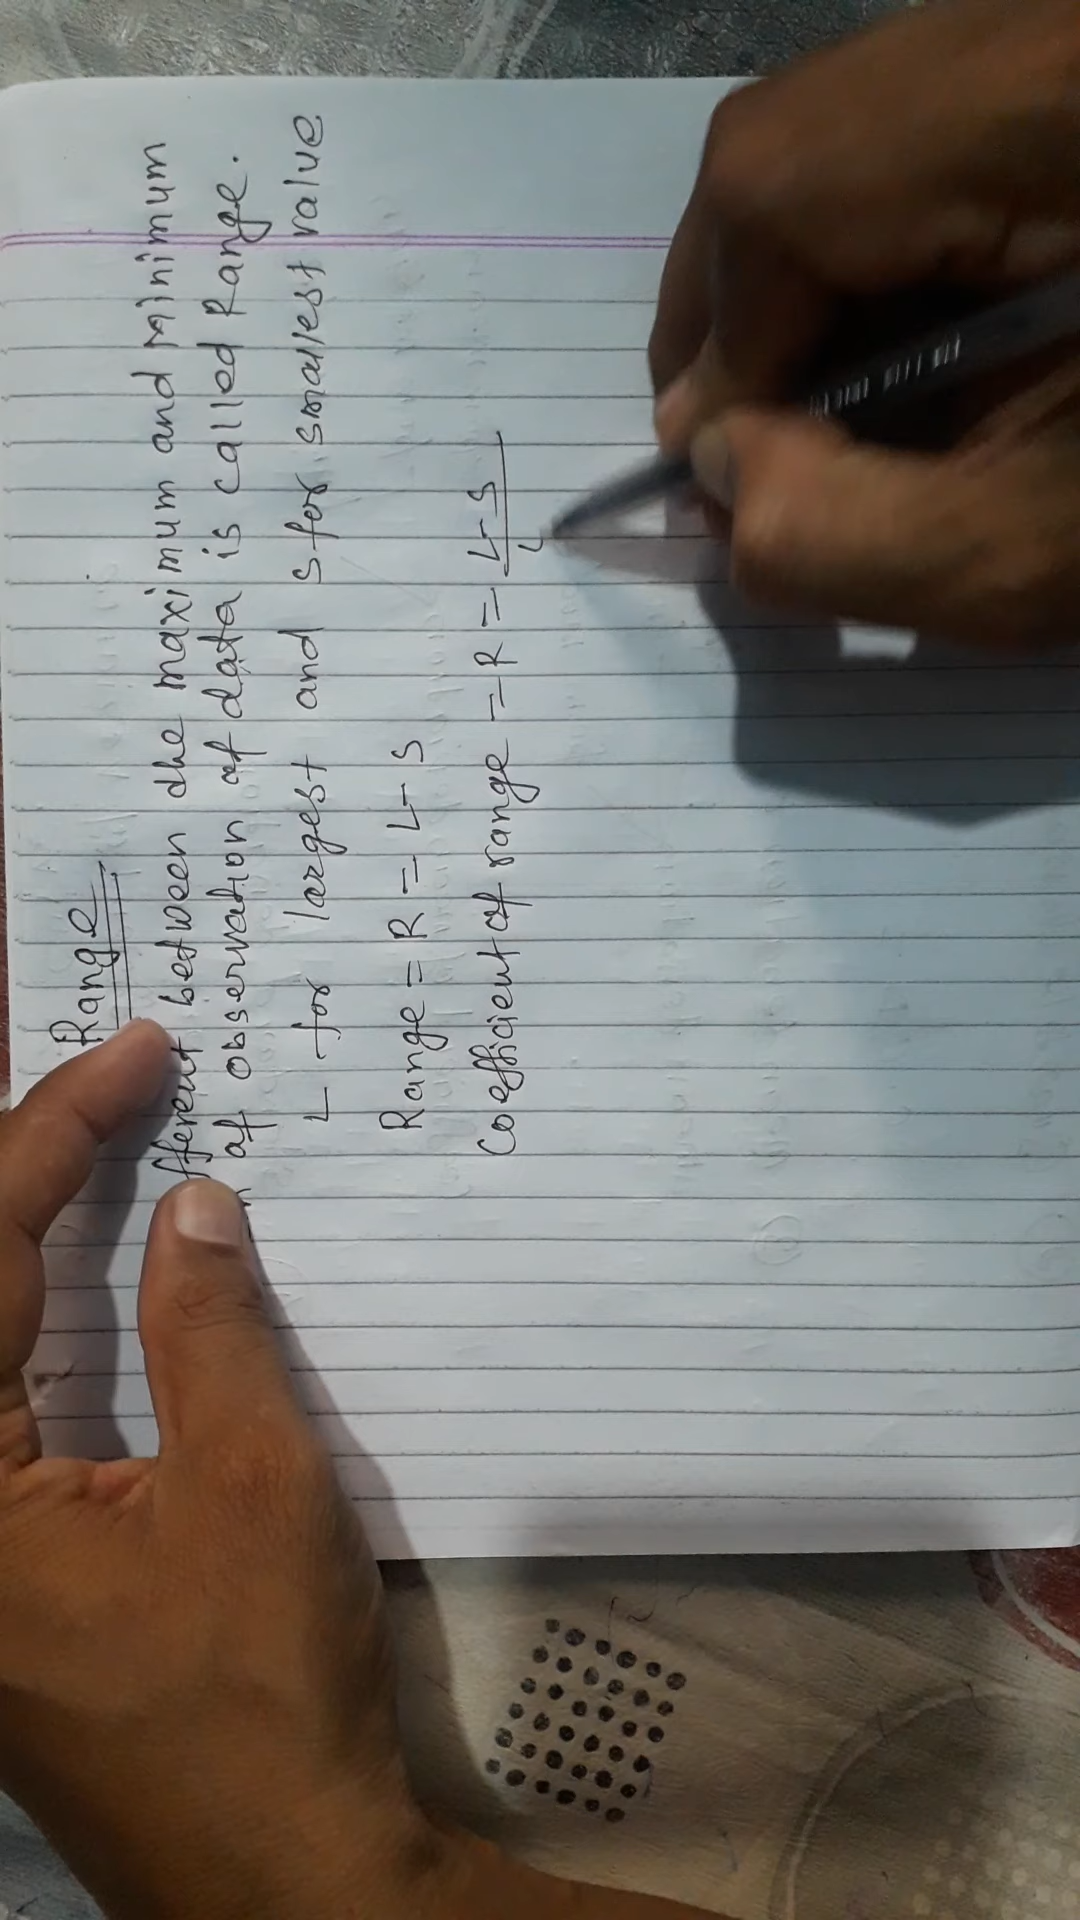 Range
fferent between the maximum and minimum
of observation of data is called Range.
L for largest and S for smallest value
Range = R = L - S
Coefficient of range = R = L - S
L